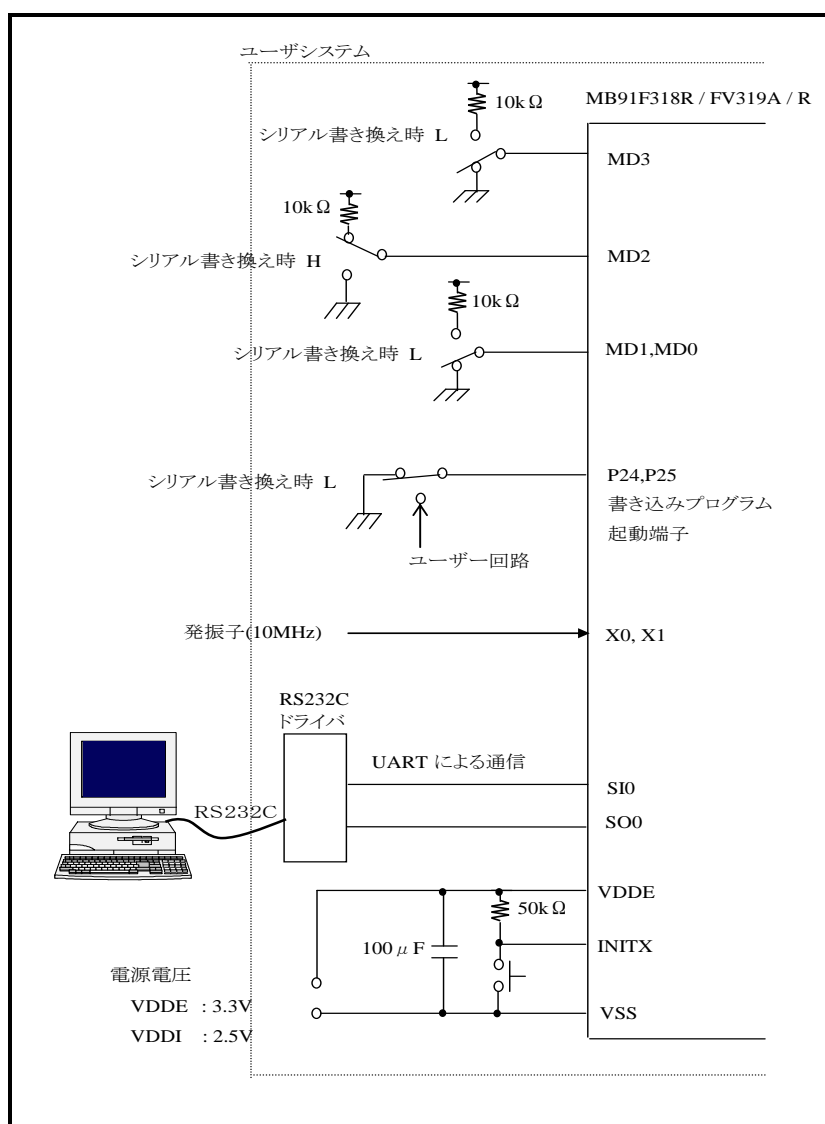 ユーザシステム
MB91F318R / FV319A / R
10kΩ
シリアル書き換え時 L
MD3
10kΩ
シリアル書き換え時 H
MD2
10kΩ
シリアル書き換え時 L
MD1,MD0
シリアル書き換え時 L
P24,P25
書き込みプログラム
起動端子
ユーザー回路
発振子(10MHz)
X0, X1
RS232C
ドライバ
UART による通信
SI0
RS232C
SO0
VDDE
50kΩ
100μF
INITX
電源電圧
VDDE : 3.3V
VSS
VDDI : 2.5V